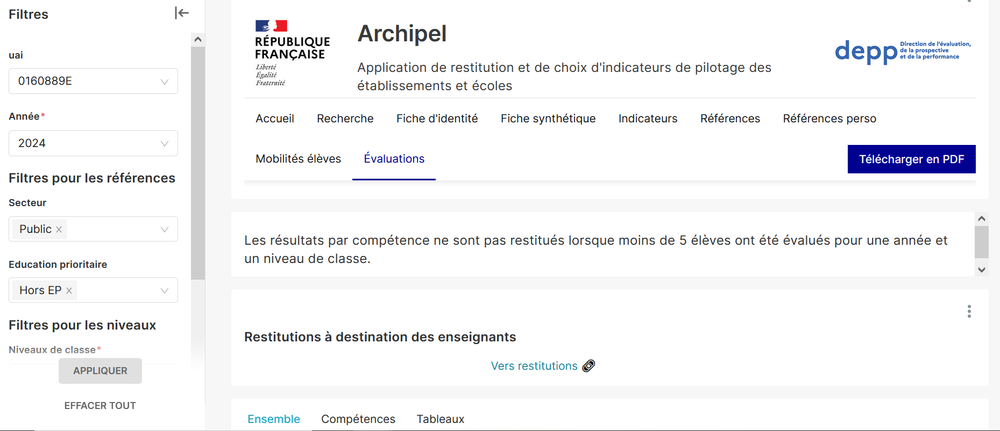 Filtres
uai
0160889E
Année*
2024
Filtres pour les références
Secteur
Public
Education prioritaire
Hors EP
Filtres pour les niveaux
Niveaux de classe*
APPLIQUER
EFFACER TOUT
RÉPUBLIQUE
FRANÇAISE
Liberté
Égalité
Fraternité
Archipel
Application de restitution et de choix d'indicateurs de pilotage des
établissements et écoles
depp
Direction de l'évaluation,
de la prospective
et de la performance
Accueil Recherche Fiche d'identité Fiche synthétique Indicateurs Références Références perso
Mobilités élèves Évaluations
Télécharger en PDF
Les résultats par compétence ne sont pas restitués lorsque moins de 5 élèves ont été évalués pour une année et
un niveau de classe.
Restitutions à destination des enseignants
Vers restitutions
Ensemble Compétences Tableaux